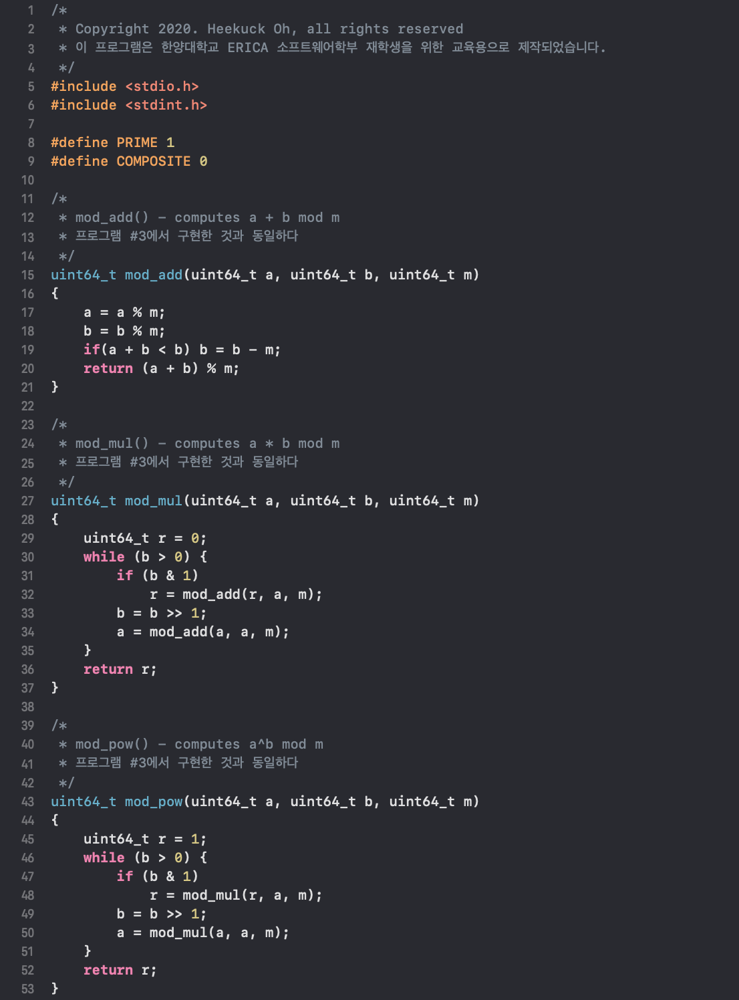 1 /*
2  * Copyright 2020. Heekuck Oh, all rights reserved
3  * 이 프로그램은 한양대학교 ERICA 소프트웨어학부 재학생을 위한 교육용으로 제작되었습니다.
4  */
5 #include <stdio.h>
6 #include <stdint.h>
7
8 #define PRIME 1
9 #define COMPOSITE 0
10
11 /*
12  * mod_add() - computes a + b mod m
13  * 프로그램 #3에서 구현한 것과 동일하다
14  */
15 uint64_t mod_add(uint64_t a, uint64_t b, uint64_t m)
16 {
17     a = a % m;
18     b = b % m;
19     if(a + b < b) b = b - m;
20     return (a + b) % m;
21 }
22
23 /*
24  * mod_mul() - computes a * b mod m
25  * 프로그램 #3에서 구현한 것과 동일하다
26  */
27 uint64_t mod_mul(uint64_t a, uint64_t b, uint64_t m)
28 {
29     uint64_t r = 0;
30     while (b > 0) {
31         if (b & 1)
32             r = mod_add(r, a, m);
33         b = b >> 1;
34         a = mod_add(a, a, m);
35     }
36     return r;
37 }
38
39 /*
40  * mod_pow() - computes a^b mod m
41  * 프로그램 #3에서 구현한 것과 동일하다
42  */
43 uint64_t mod_pow(uint64_t a, uint64_t b, uint64_t m)
44 {
45     uint64_t r = 1;
46     while (b > 0) {
47         if (b & 1)
48             r = mod_mul(r, a, m);
49         b = b >> 1;
50         a = mod_mul(a, a, m);
51     }
52     return r;
53 }